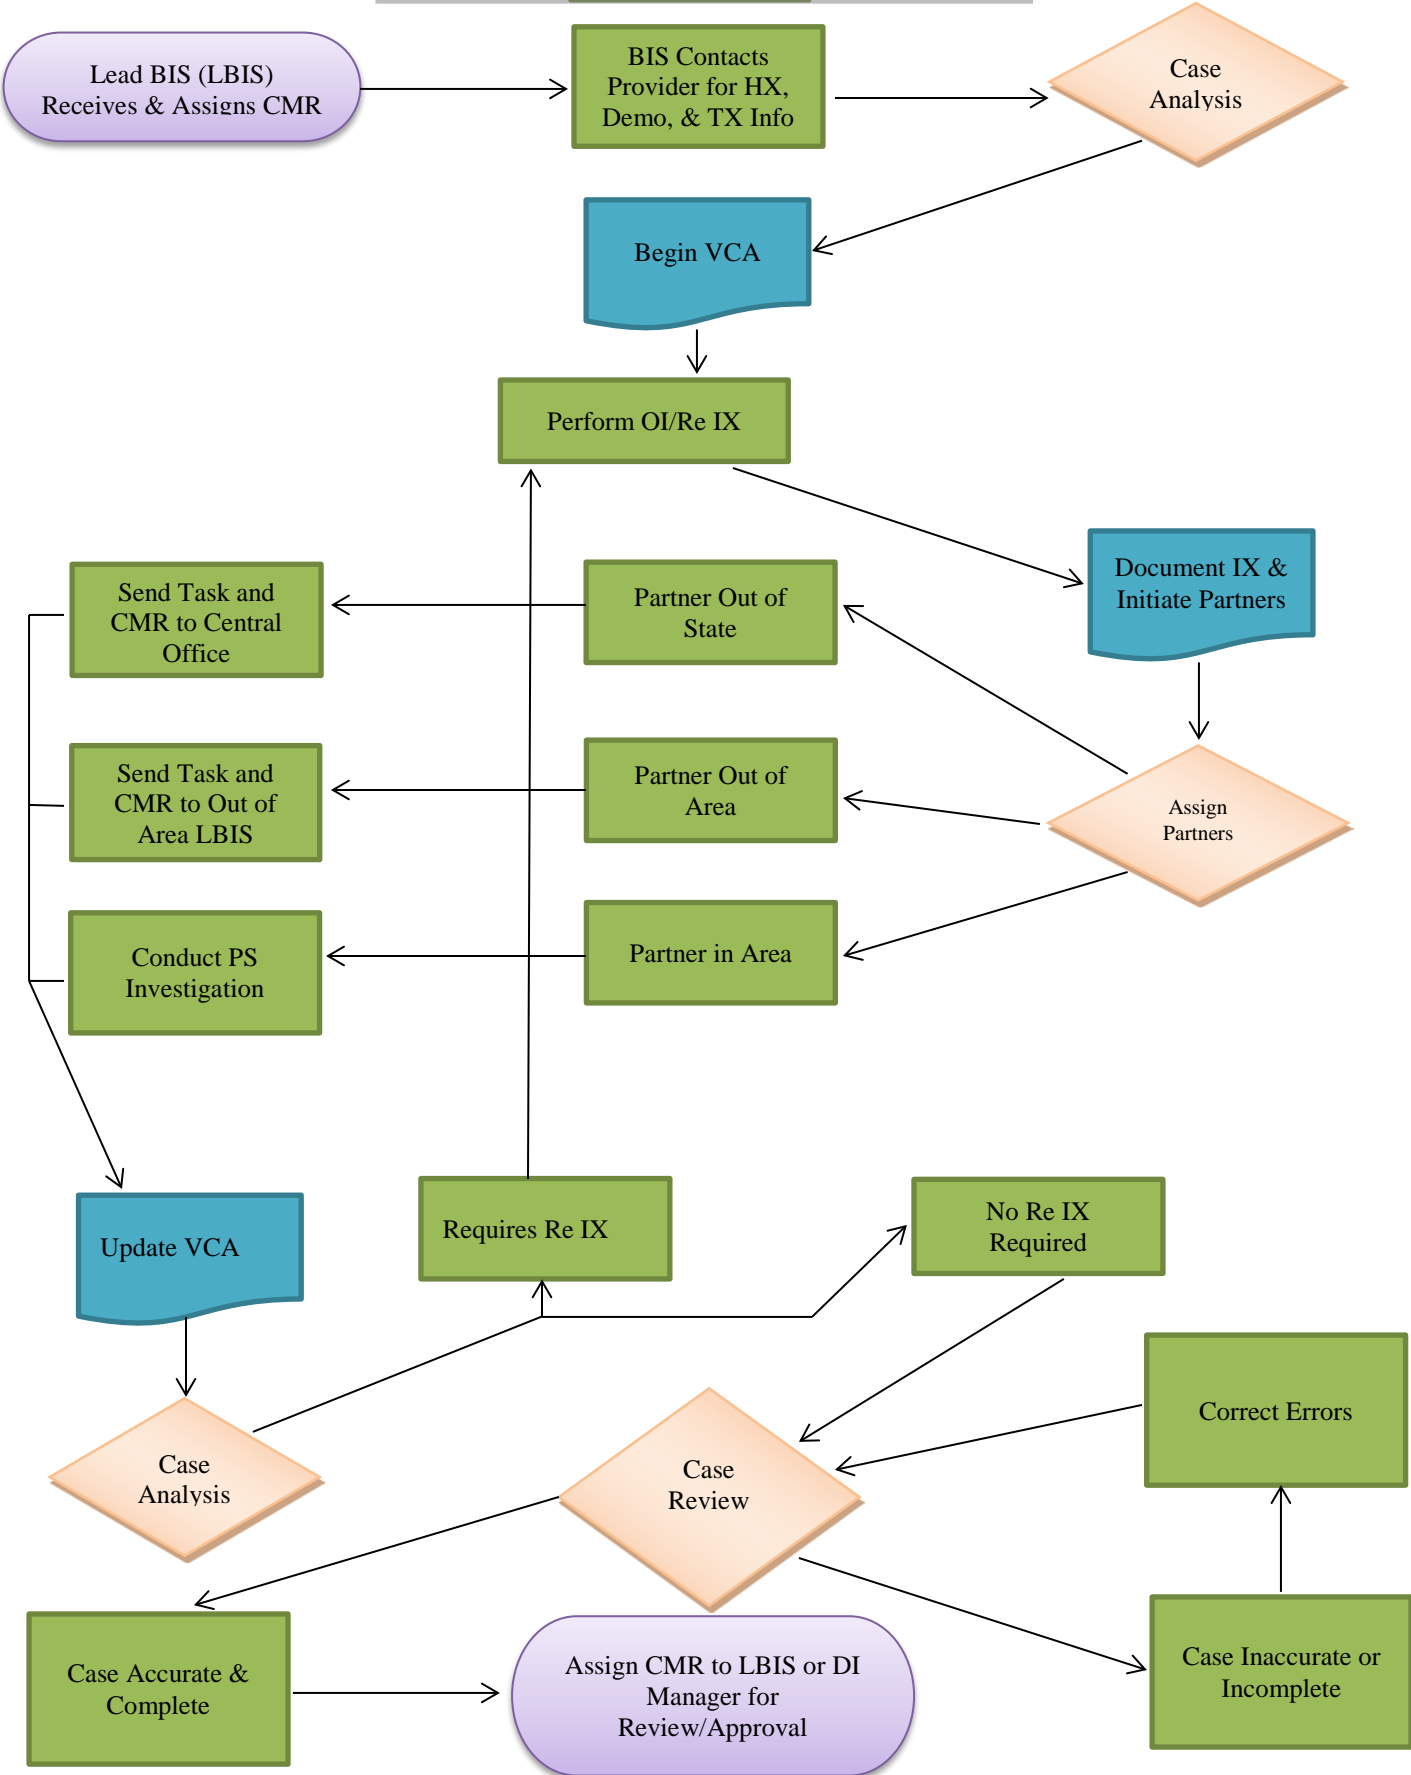 Lead BIS (LBIS)
Receives & Assigns CMR
BIS Contacts
Provider for HX,
Demo, & TX Info
Case
Analysis
Begin VCA
Perform OI/Re IX
Document IX &
Initiate Partners
Send Task and
CMR to Central
Office
Partner Out of
State
Send Task and
CMR to Out of
Area LBIS
Partner Out of
Area
Assign
Partners
Conduct PS
Investigation
Partner in Area
Update VCA
Requires Re IX
No Re IX
Required
Case
Analysis
Case
Review
Correct Errors
Case Accurate &
Complete
Assign CMR to LBIS or DI
Manager for
Review/Approval
Case Inaccurate or
Incomplete